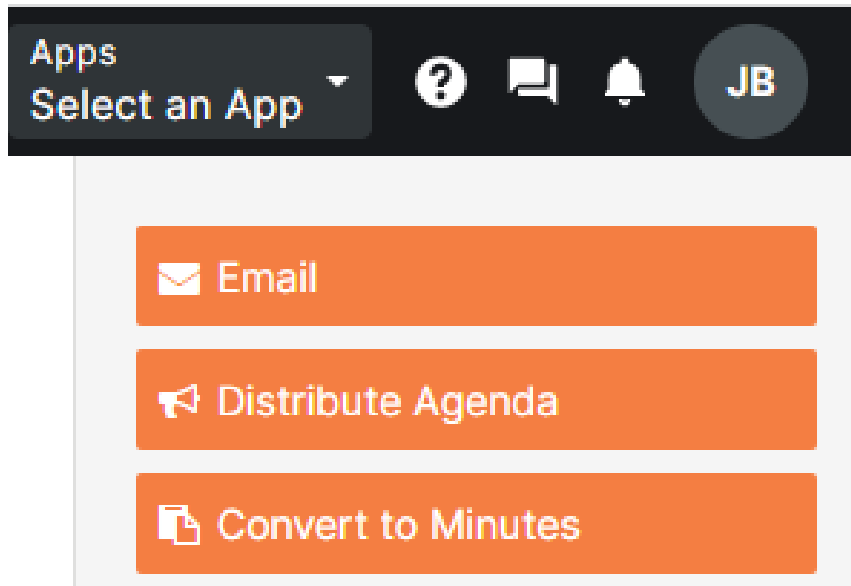 Apps
Select an App
JB
Email
Distribute Agenda
Convert to Minutes